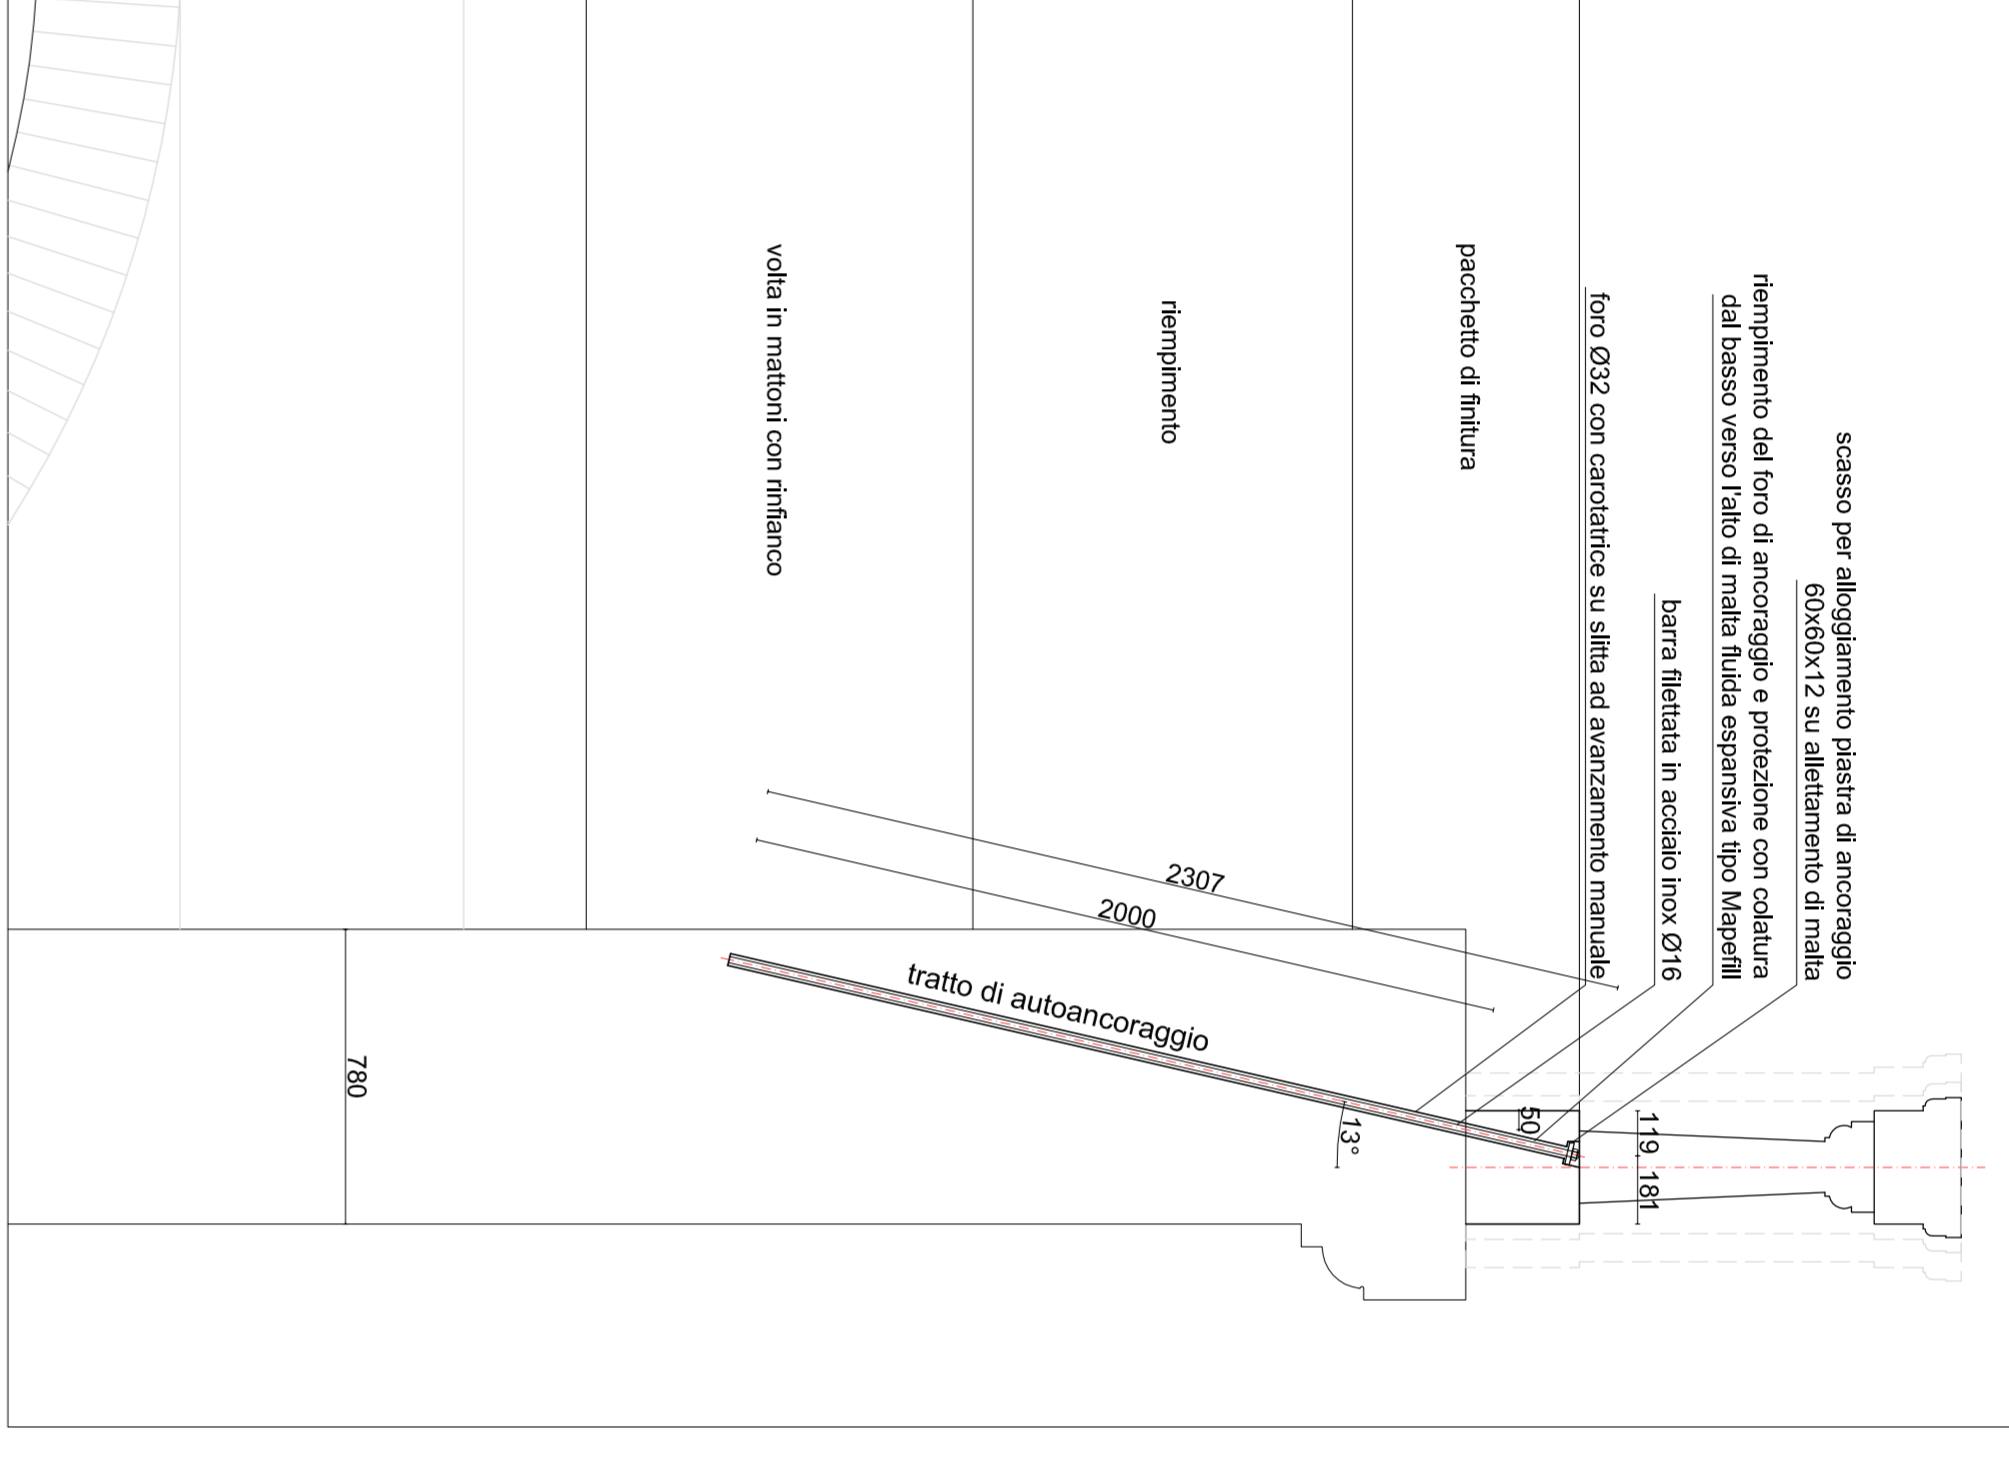 scasso per alloggiamento piastra di ancoraggio
60x60x12 su allettamento di malta
riempimento del foro di ancoraggio e protezione con colatura
dal basso verso l'alto di malta fluida espansiva tipo Mapefill
barra filettata in acciaio inox Ø16
foro Ø32 con carotatrice su slitta ad avanzamento manuale
119
181
50
pacchetto di finitura
13°
riempimento
2307
2000
tratto di autoancoraggio
volta in mattoni con rinfianco
780